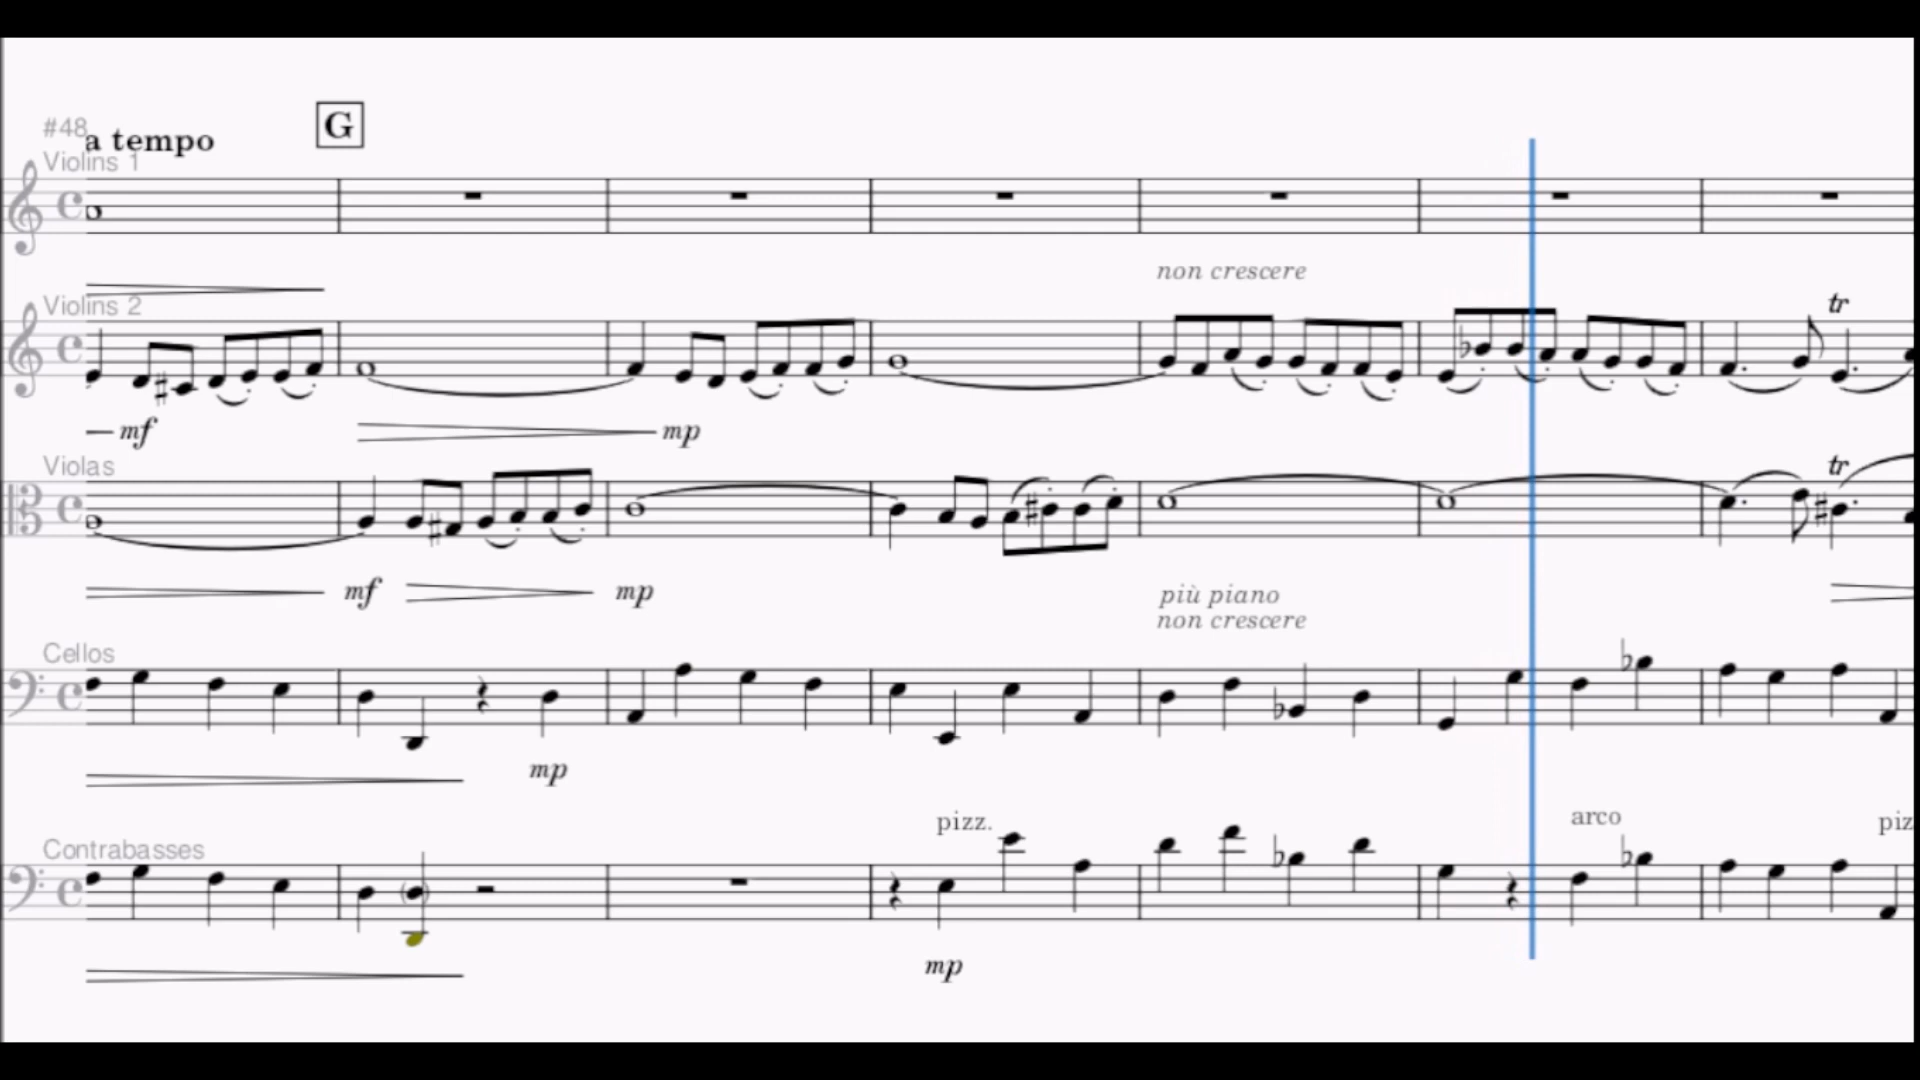 #48
a tempo
G
Violins 1
non crescere
Violins 2
tr
mf
mp
Violas
tr
mf
mp
più piano
non crescere
Cellos
mp
pizz.
arco
piz
Contrabasses
mp